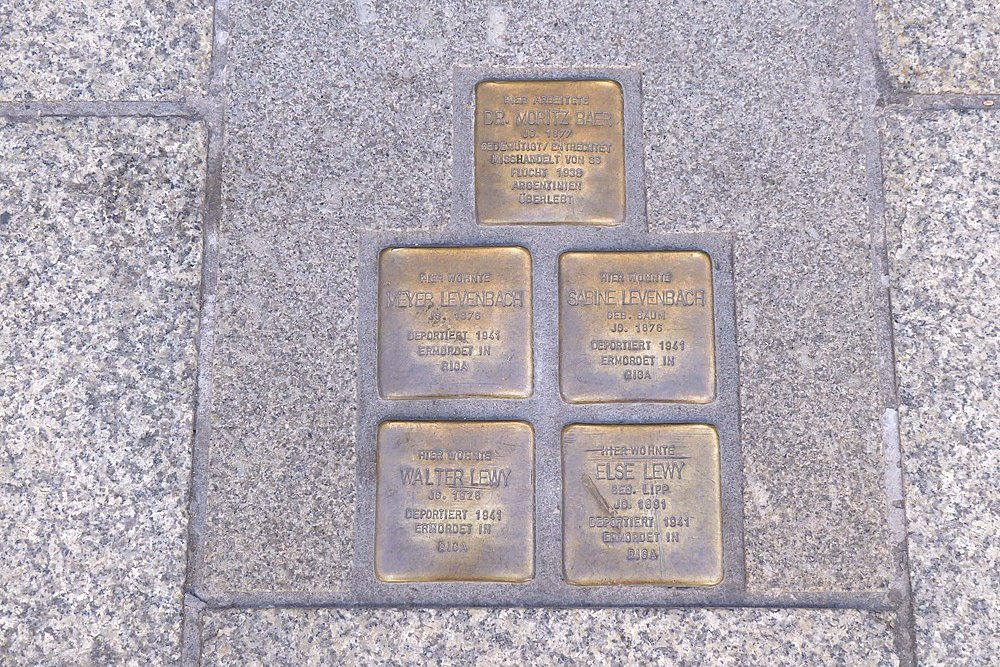 HIER ARBEITETE
DR. MORITZ BAER
JG. 1877
GEDEMÜTIGT/ENTRECHTET
MISSHANDELT VON SS
FLUCHT 1938
ARGENTINIEN
ÜBERLEBT
HIER WOHNTE
MEYER LEVENBACH
JG. 1876
DEPORTIERT 1941
ERMORDET IN
RIGA
HIER WOHNTE
SABINE LEVENBACH
GEB. BAUM
JG. 1876
DEPORTIERT 1941
ERMORDET IN
RIGA
HIER WOHNTE
WALTER LEWY
JG. 1926
DEPORTIERT 1941
ERMORDET IN
RIGA
HIER WOHNTE
ELSE LEWY
GEB. LIPP
JG. 1891
DEPORTIERT 1941
ERMORDET IN
RIGA